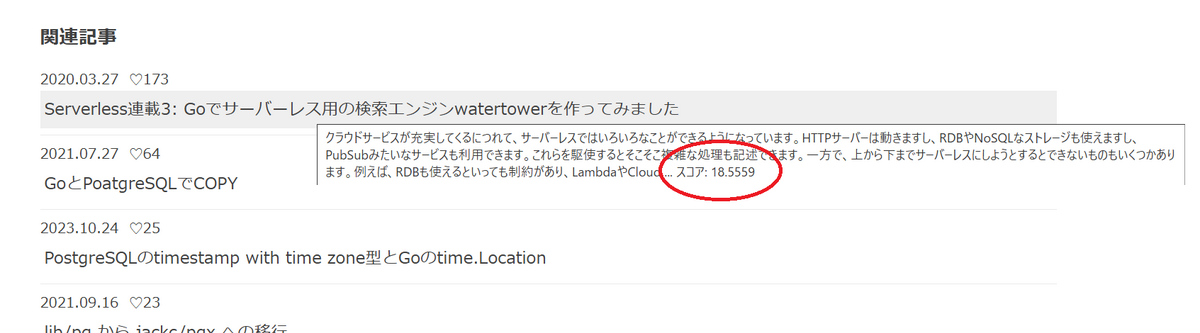 関連記事
2020.03.27 ♡173
Serverless連載3: Goでサーバーレス用の検索エンジンwatertowerを作ってみました
クラウドサービスが充実してくるにつれて、サーバーレスではいろいろなことができるようになっています。HTTPサーバーは動きますし、RDBやNoSQLなストレージも使えますし、
PubSubみたいなサービスも利用できます。これらを駆使するとそこそこ複雑な処理も記述できます。一方で、上から下までサーバーレスにしようとするとできないものもいくつかあり
ます。例えば、RDBも使えるといっても制約があり、LambdaやCloud ... スコア: 18.5559
2021.07.27 ♡64
GoとPoatgreSQLでCOPY
2023.10.24 ♡25
PostgreSQLのtimestamp with time zone型とGoのtime.Location
2021.09.16 ♡23
lib/pq から jackc/pgx への移行